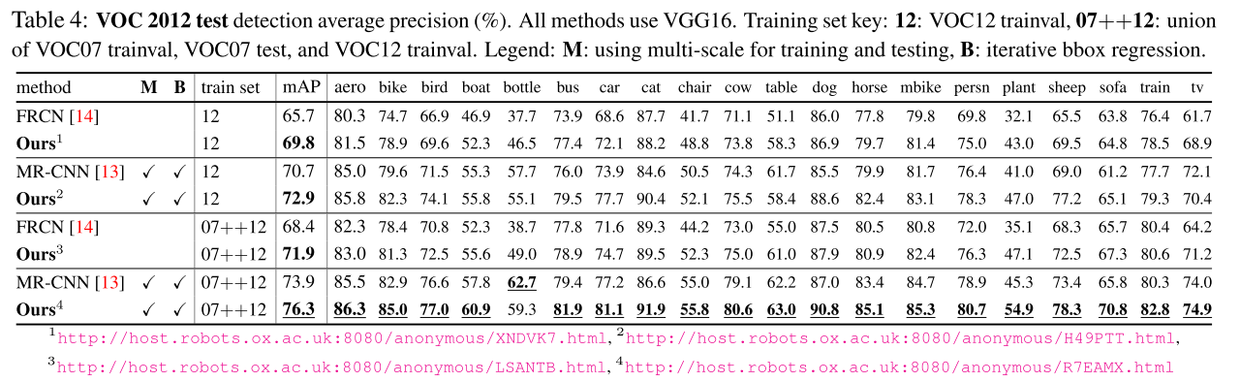 Table 4: VOC 2012 test detection average precision (%). All methods use VGG16. Training set key: 12: VOC12 trainval, 07++12: union
of VOC07 trainval, VOC07 test, and VOC12 trainval. Legend: M: using multi-scale for training and testing, B: iterative bbox regression.
method M B train set mAP aero bike bird boat bottle bus car cat chair cow table dog horse mbike persn plant sheep sofa train tv
FRCN [14] 12 65.7 80.3 74.7 66.9 46.9 37.7 73.9 68.6 87.7 41.7 71.1 51.1 86.0 77.8 79.8 69.8 32.1 65.5 63.8 76.4 61.7
Ours¹ 12 69.8 81.5 78.9 69.6 52.3 46.5 77.4 72.1 88.2 48.8 73.8 58.3 86.9 79.7 81.4 75.0 43.0 69.5 64.8 78.5 68.9
MR-CNN [13] ✓ ✓ 12 70.7 85.0 79.6 71.5 55.3 57.7 76.0 73.9 84.6 50.5 74.3 61.7 85.5 79.9 81.7 76.4 41.0 69.0 61.2 77.7 72.1
Ours² ✓ ✓ 12 72.9 85.8 82.3 74.1 55.8 55.1 79.5 77.7 90.4 52.1 75.5 58.4 88.6 82.4 83.1 78.3 47.0 77.2 65.1 79.3 70.4
FRCN [14] 07++12 68.4 82.3 78.4 70.8 52.3 38.7 77.8 71.6 89.3 44.2 73.0 55.0 87.5 80.5 80.8 72.0 35.1 68.3 65.7 80.4 64.2
Ours³ 07++12 71.9 83.0 81.3 72.5 55.6 49.0 78.9 74.7 89.5 52.3 75.0 61.0 87.9 80.9 82.4 76.3 47.1 72.5 67.3 80.6 71.2
MR-CNN [13] ✓ ✓ 07++12 73.9 85.5 82.9 76.6 57.8 62.7 79.4 77.2 86.6 55.0 79.1 62.2 87.0 83.4 84.7 78.9 45.3 73.4 65.8 80.3 74.0
Ours⁴ ✓ ✓ 07++12 76.3 86.3 85.0 77.0 60.9 59.3 81.9 81.1 91.9 55.8 80.6 63.0 90.8 85.1 85.3 80.7 54.9 78.3 70.8 82.8 74.9
¹http://host.robots.ox.ac.uk:8080/anonymous/XNDVK7.html, ²http://host.robots.ox.ac.uk:8080/anonymous/H49PTT.html,
³http://host.robots.ox.ac.uk:8080/anonymous/LSANTB.html, ⁴http://host.robots.ox.ac.uk:8080/anonymous/R7EAMX.html